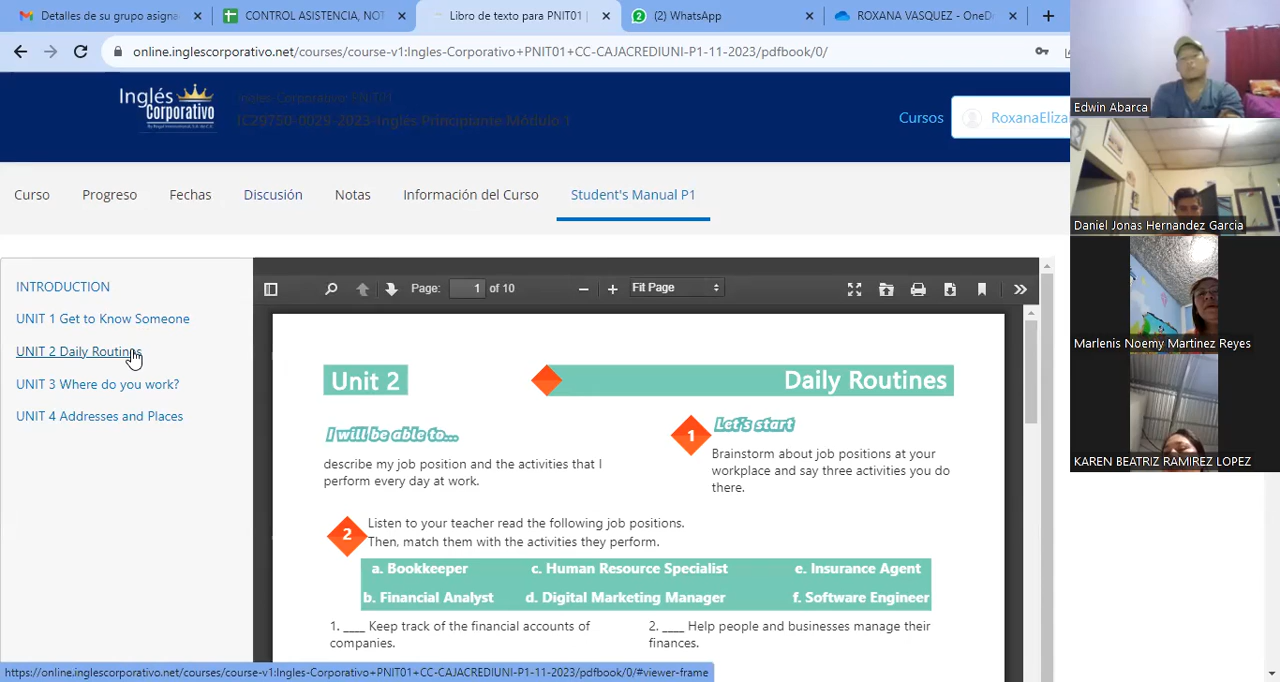 Detalles de su grupo asigna
CONTROL ASISTENCIA, NOT
Libro de texto para PNIT01
(2) WhatsApp
ROXANA VASQUEZ - OneD
online.inglescorporativo.net/courses/course-v1:Ingles-Corporativo+PNIT01+CC-CAJACREDIUNI-P1-11-2023/pdfbook/0/
Inglés
Corporativo
IC29750-0029-2023-Inglés Principiante Módulo 1
Cursos
RoxanaEliza
Curso
Progreso
Fechas
Discusión
Notas
Información del Curso
Student's Manual P1
INTRODUCTION
UNIT 1 Get to Know Someone
UNIT 2 Daily Routines
UNIT 3 Where do you work?
UNIT 4 Addresses and Places
Page: 1 of 10
Fit Page
Unit 2
Daily Routines
I will be able to...
describe my job position and the activities that I
perform every day at work.
1
Let's start
Brainstorm about job positions at your
workplace and say three activities you do
there.
2
Listen to your teacher read the following job positions.
Then, match them with the activities they perform.
a. Bookkeeper c. Human Resource Specialist e. Insurance Agent
b. Financial Analyst d. Digital Marketing Manager f. Software Engineer
1. ____ Keep track of the financial accounts of
companies.
2. ____ Help people and businesses manage their
finances.
https://online.inglescorporativo.net/courses/course-v1:Ingles-Corporativo+PNIT01+CC-CAJACREDIUNI-P1-11-2023/pdfbook/0/#viewer-frame
Edwin Abarca
Daniel Jonas Hernandez Garcia
Marlenis Noemy Martinez Reyes
KAREN BEATRIZ RAMIREZ LOPEZ